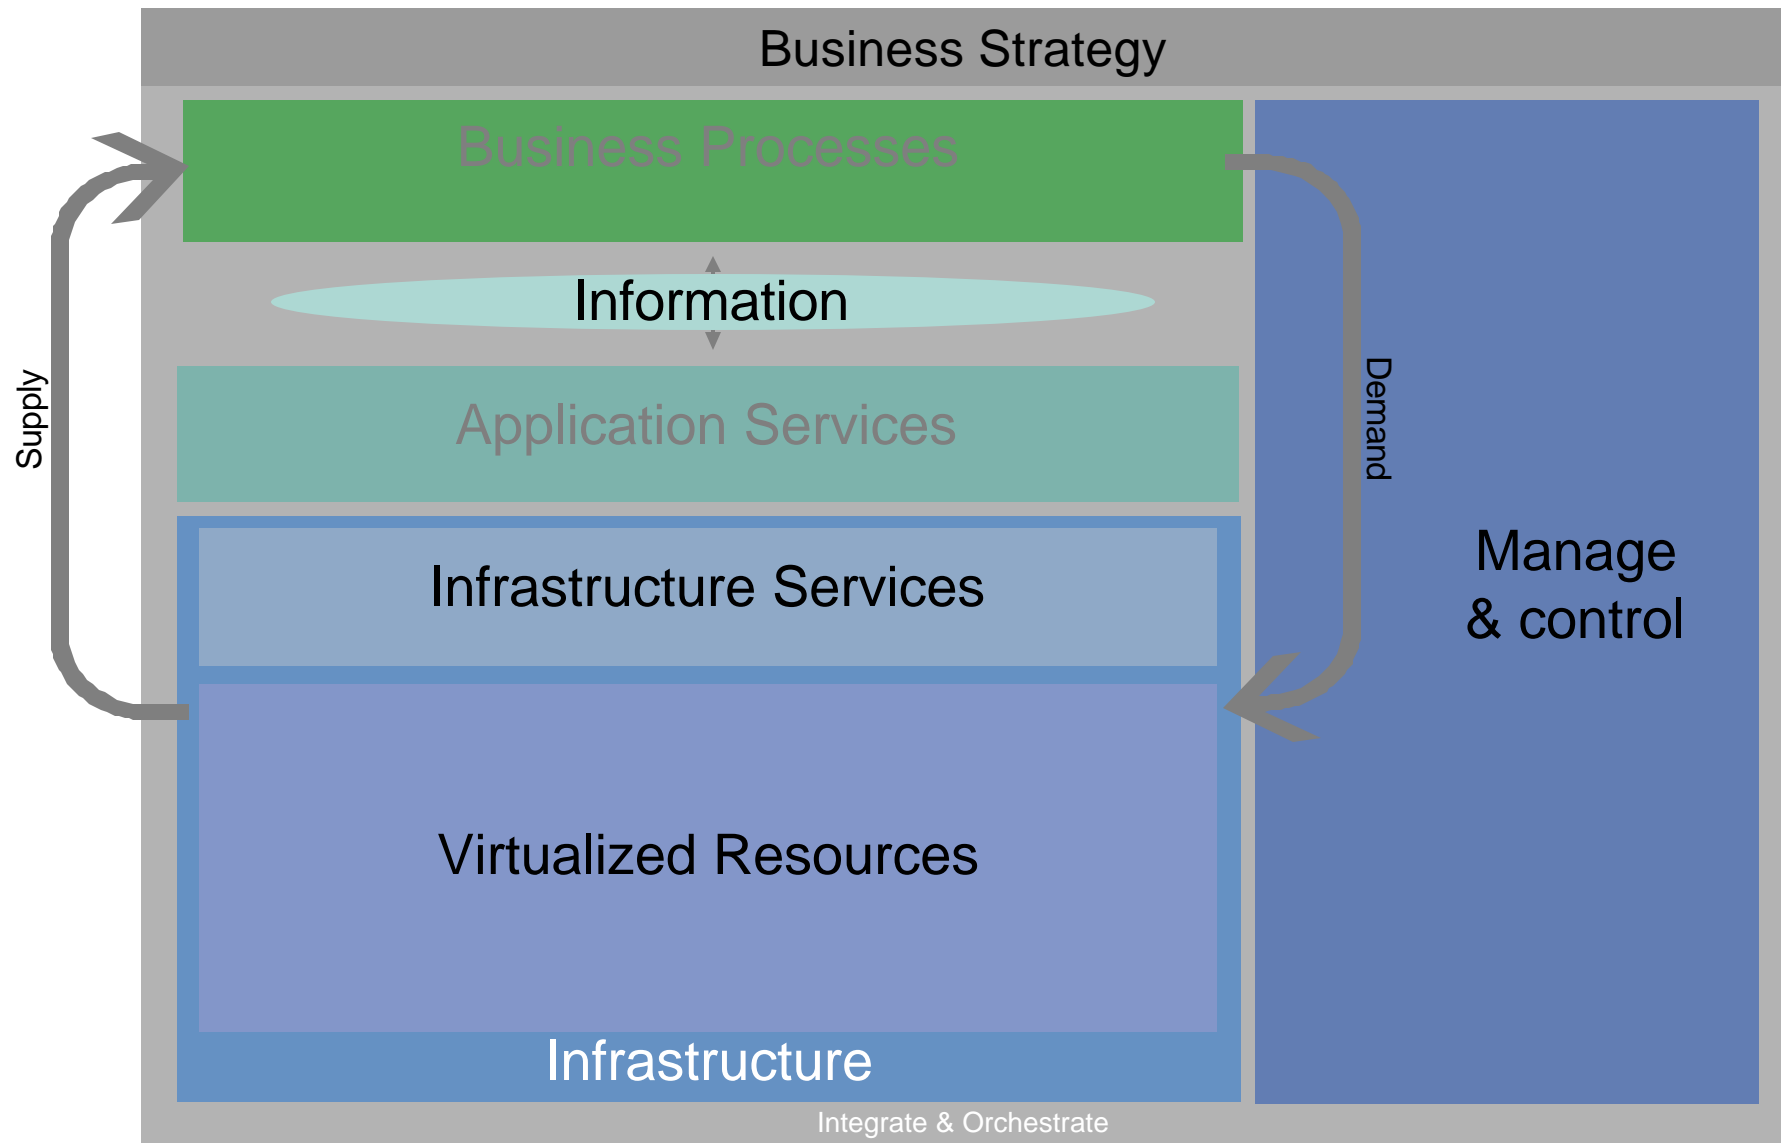 Business Strategy
Business Processes
Information
Supply
Demand
Application Services
Manage
& control
Infrastructure Services
Virtualized Resources
Infrastructure
Integrate & Orchestrate